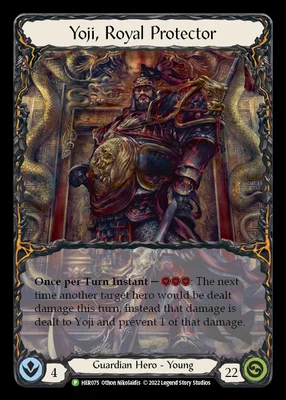 Yoji, Royal Protector
Once per Turn Instant — : The next
time another target hero would be dealt
damage this turn, instead that damage is
dealt to Yoji and prevent 1 of that damage.
4
Guardian Hero - Young
22
P HER075 Othon Nikolaidis © 2022 Legend Story Studios